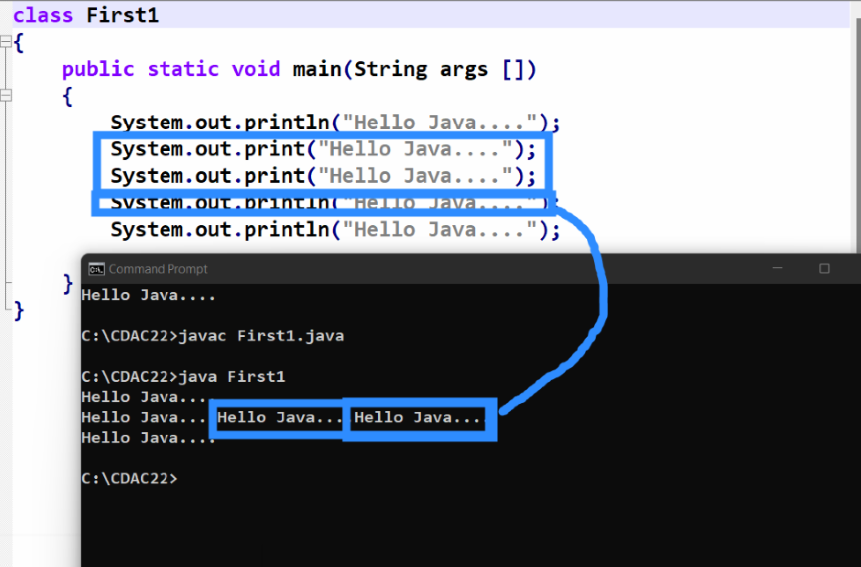 class First1
{
public static void main(String args [])
{
System.out.println("Hello Java....");
System.out.print("Hello Java....");
System.out.print("Hello Java....");
System.out.println("Hello Java....");
System.out.println("Hello Java....");
}
}
Command Prompt
Hello Java....
C:\CDAC22>javac First1.java
C:\CDAC22>java First1
Hello Java....
Hello Java....Hello Java....Hello Java....
Hello Java....
C:\CDAC22>